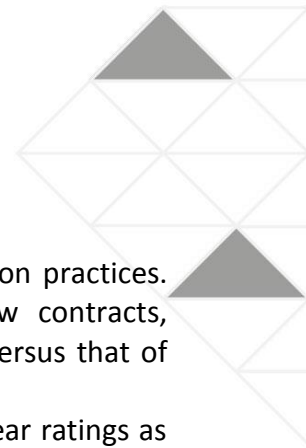 on practices.
w contracts,
ersus that of
ear ratings as